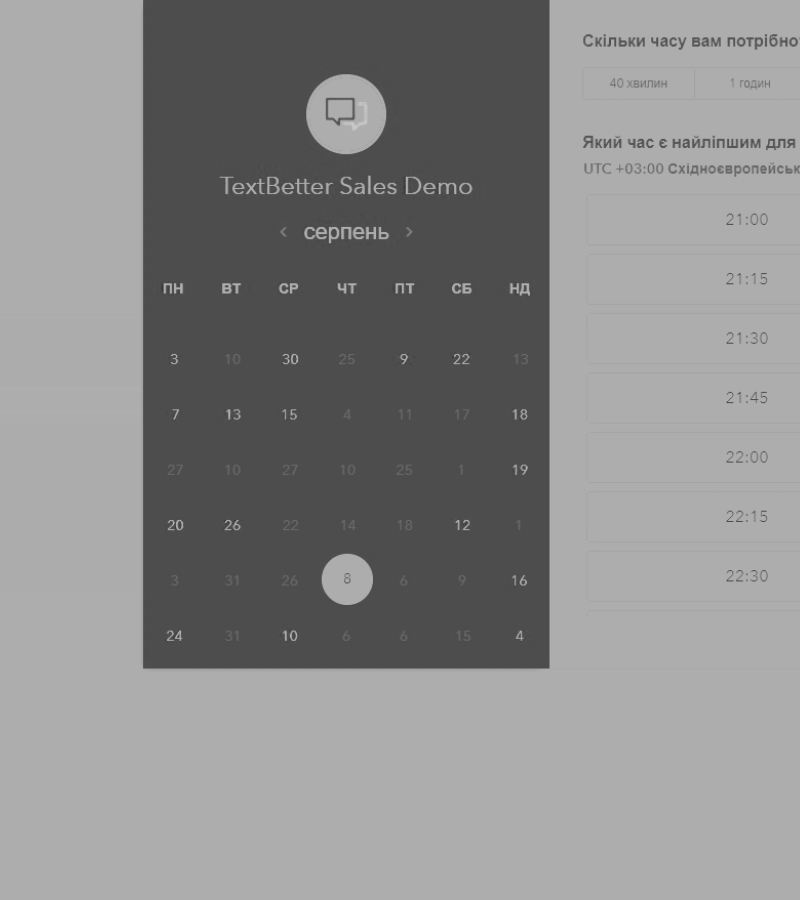 TextBetter Sales Demo
‹ серпень ›
ПН ВТ СР ЧТ ПТ СБ НД
3 10 30 25 9 22 13
7 13 15 4 11 17 18
27 10 27 10 25 1 19
20 26 22 14 18 12 1
3 31 26 8 6 9 16
24 31 10 6 6 15 4
Скільки часу вам потрібно
40 хвилин 1 годин
Який час є найліпшим для
UTC +03:00 Східноєвропейськ
21:00
21:15
21:30
21:45
22:00
22:15
22:30